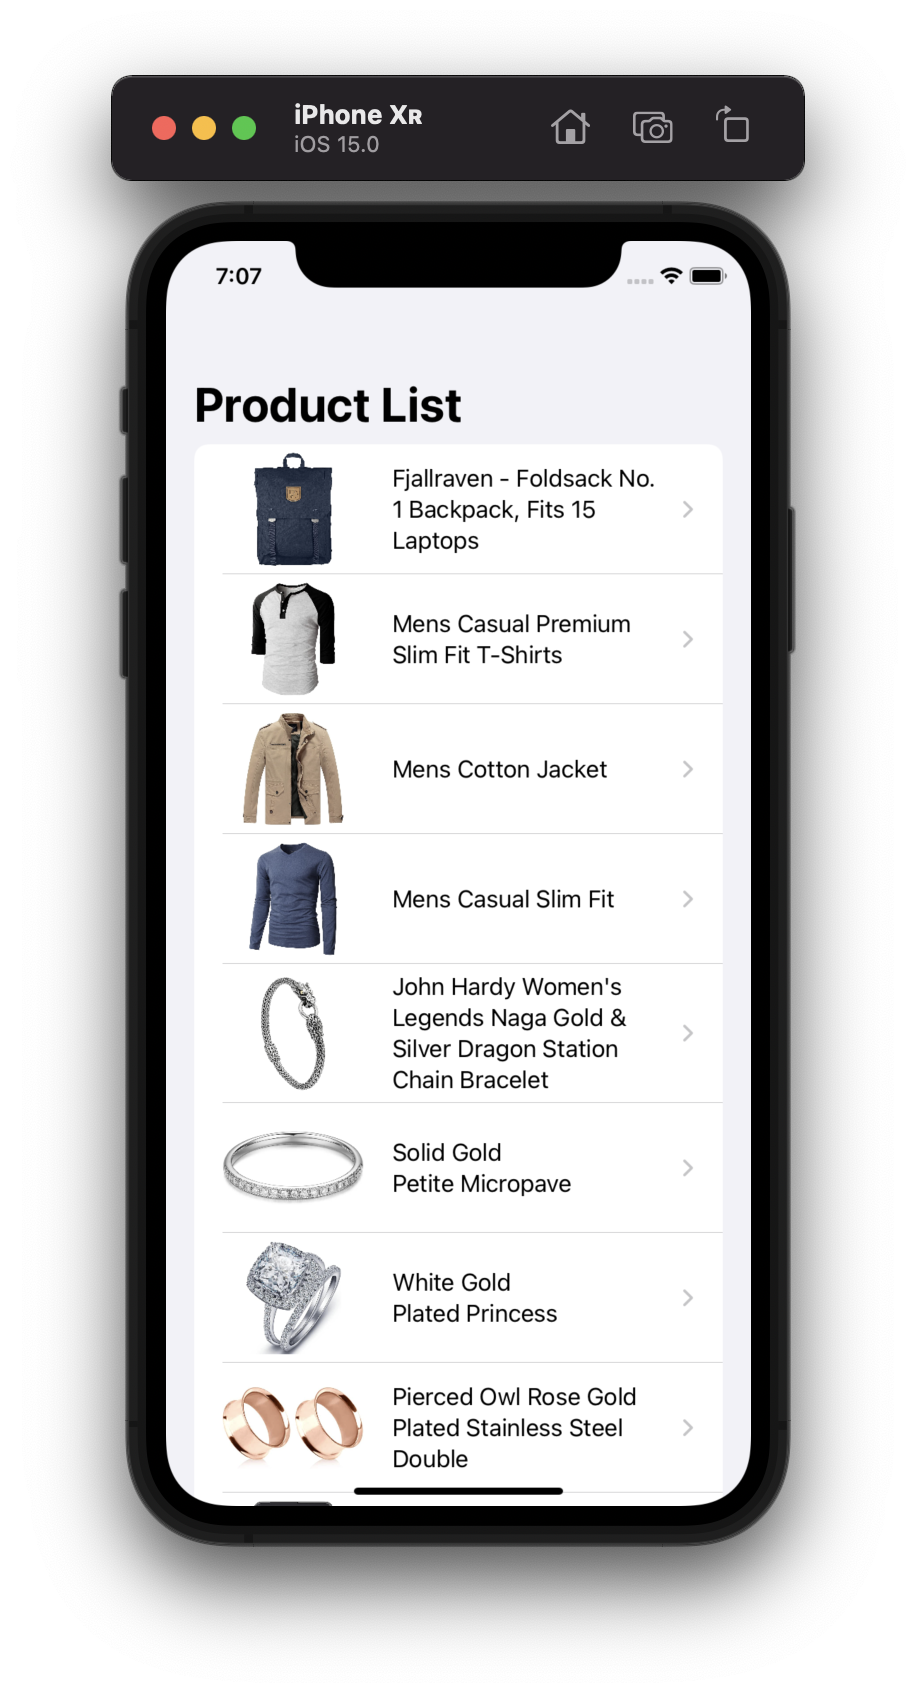 iPhone XR
iOS 15.0
7:07
Product List
Fjallraven - Foldsack No.
1 Backpack, Fits 15
Laptops
Mens Casual Premium
Slim Fit T-Shirts
Mens Cotton Jacket
Mens Casual Slim Fit
John Hardy Women's
Legends Naga Gold &
Silver Dragon Station
Chain Bracelet
Solid Gold
Petite Micropave
White Gold
Plated Princess
Pierced Owl Rose Gold
Plated Stainless Steel
Double